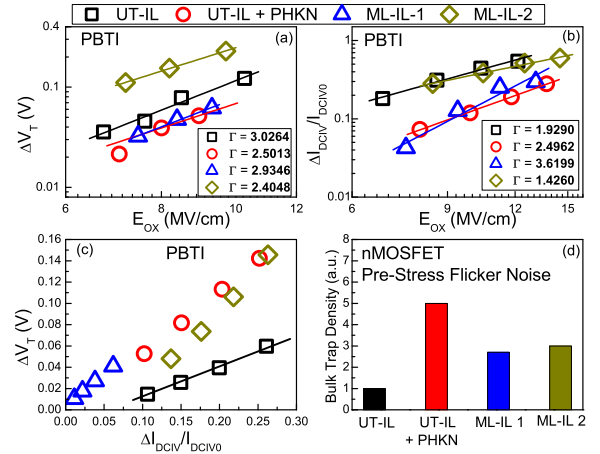 UT-IL UT-IL + PHKN ML-IL-1 ML-IL-2
PBTI (a)
ΔV_T (V)
0.4
0.1
0.01
Γ = 3.0264
Γ = 2.5013
Γ = 2.9346
Γ = 2.4048
6 8 10 12
E_OX (MV/cm)
PBTI (b)
ΔI_DCIV/I_DCIV0
1
0.1
0.01
Γ = 1.9290
Γ = 2.4962
Γ = 3.6199
Γ = 1.4260
6 9 12 15
E_OX (MV/cm)
(c) PBTI
ΔV_T (V)
0.16
0.14
0.12
0.10
0.08
0.06
0.04
0.02
0.00
0.00 0.05 0.10 0.15 0.20 0.25 0.30
ΔI_DCIV/I_DCIV0
nMOSFET (d)
Pre-Stress Flicker Noise
Bulk Trap Density (a.u.)
8
7
6
5
4
3
2
1
0
UT-IL UT-IL + PHKN ML-IL 1 ML-IL 2